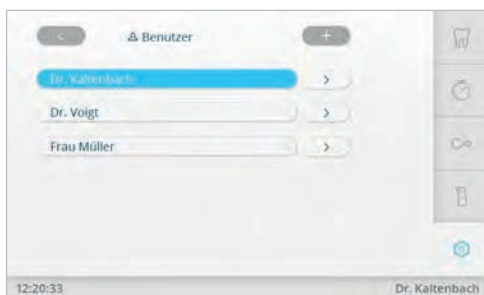 < Benutzer +
Dr. Kaltenbach >
Dr. Voigt >
Frau Müller >
12:20:33 Dr. Kaltenbach